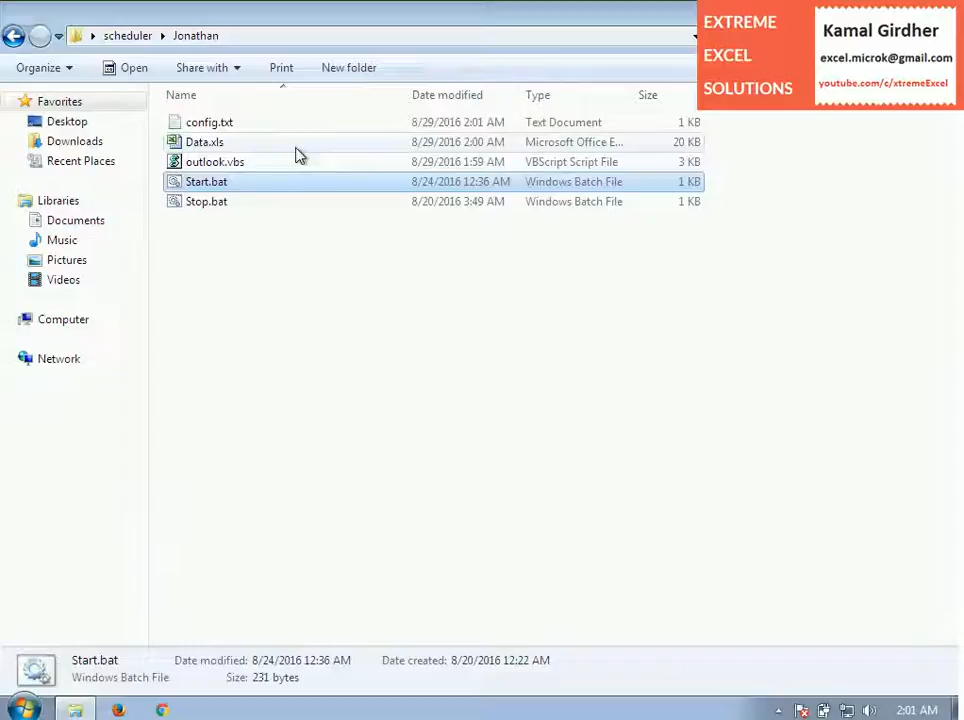 scheduler Jonathan
EXTREME
EXCEL
SOLUTIONS
Kamal Girdher
excel.microk@gmail.com
youtube.com/c/xtremeExcel
Organize Open Share with Print New folder
Favorites
Desktop
Downloads
Recent Places
Libraries
Documents
Music
Pictures
Videos
Computer
Network
Name Date modified Type Size
config.txt 8/29/2016 2:01 AM Text Document 1 KB
Data.xls 8/29/2016 2:00 AM Microsoft Office E... 20 KB
outlook.vbs 8/29/2016 1:59 AM VBScript Script File 3 KB
Start.bat 8/24/2016 12:36 AM Windows Batch File 1 KB
Stop.bat 8/20/2016 3:49 AM Windows Batch File 1 KB
Start.bat Date modified: 8/24/2016 12:36 AM Date created: 8/20/2016 12:22 AM
Windows Batch File Size: 231 bytes
2:01 AM